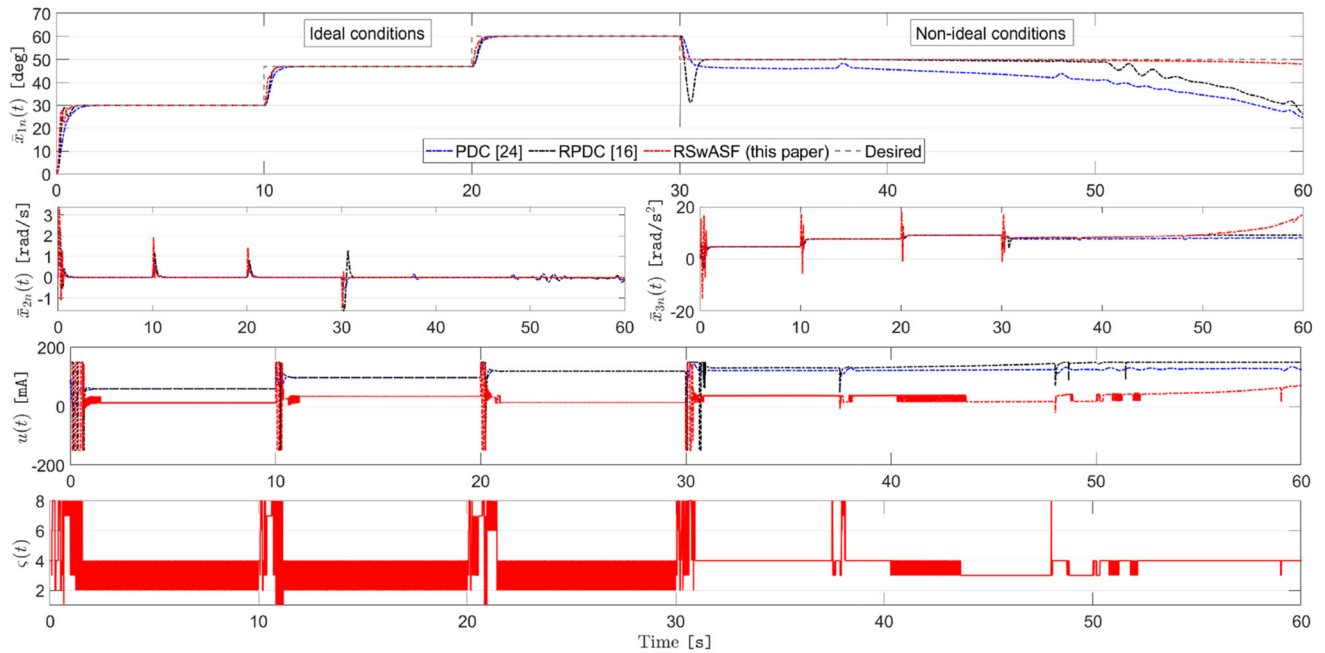 70
60
50
40
30
20
10
0
x̄₁ₙ(t) [deg]
Ideal conditions
Non-ideal conditions
PDC [24] RPDC [16] RSwASF (this paper) Desired
0 10 20 30 40 50 60
3
2
1
0
-1
x̄₂ₙ(t) [rad/s]
0 10 20 30 40 50 60
20
0
-20
x̄₃ₙ(t) [rad/s²]
0 10 20 30 40 50 60
200
0
-200
u(t) [mA]
0 10 20 30 40 50 60
8
6
4
2
ς(t)
0 10 20 30 40 50 60
Time [s]